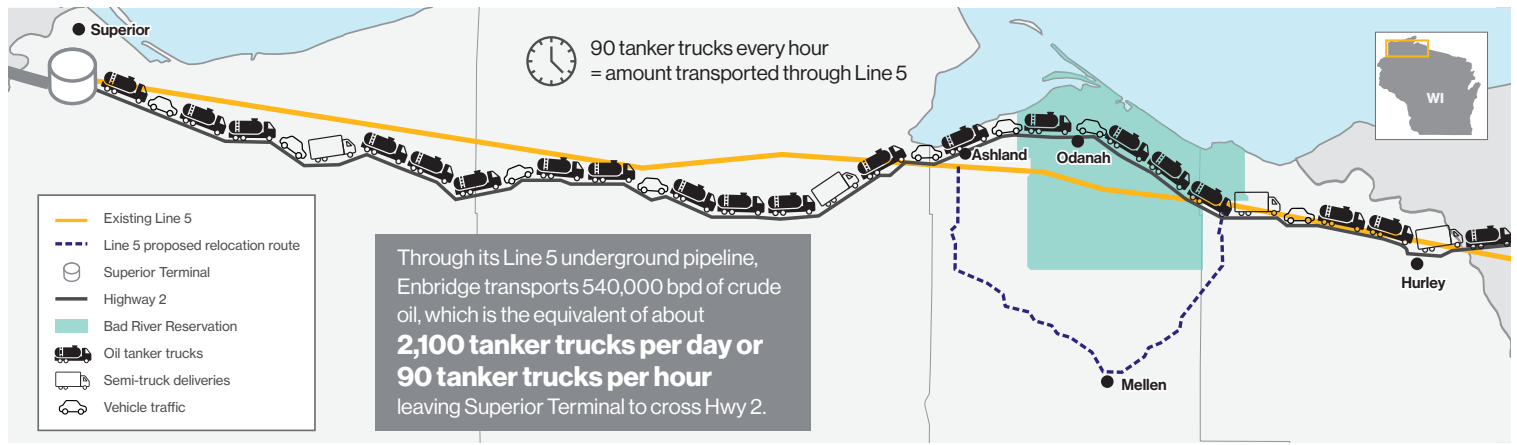 Superior
90 tanker trucks every hour
= amount transported through Line 5
WI
Ashland
Odanah
Hurley
Mellen
Existing Line 5
Line 5 proposed relocation route
Superior Terminal
Highway 2
Bad River Reservation
Oil tanker trucks
Semi-truck deliveries
Vehicle traffic
Through its Line 5 underground pipeline,
Enbridge transports 540,000 bpd of crude
oil, which is the equivalent of about
2,100 tanker trucks per day or
90 tanker trucks per hour
leaving Superior Terminal to cross Hwy 2.